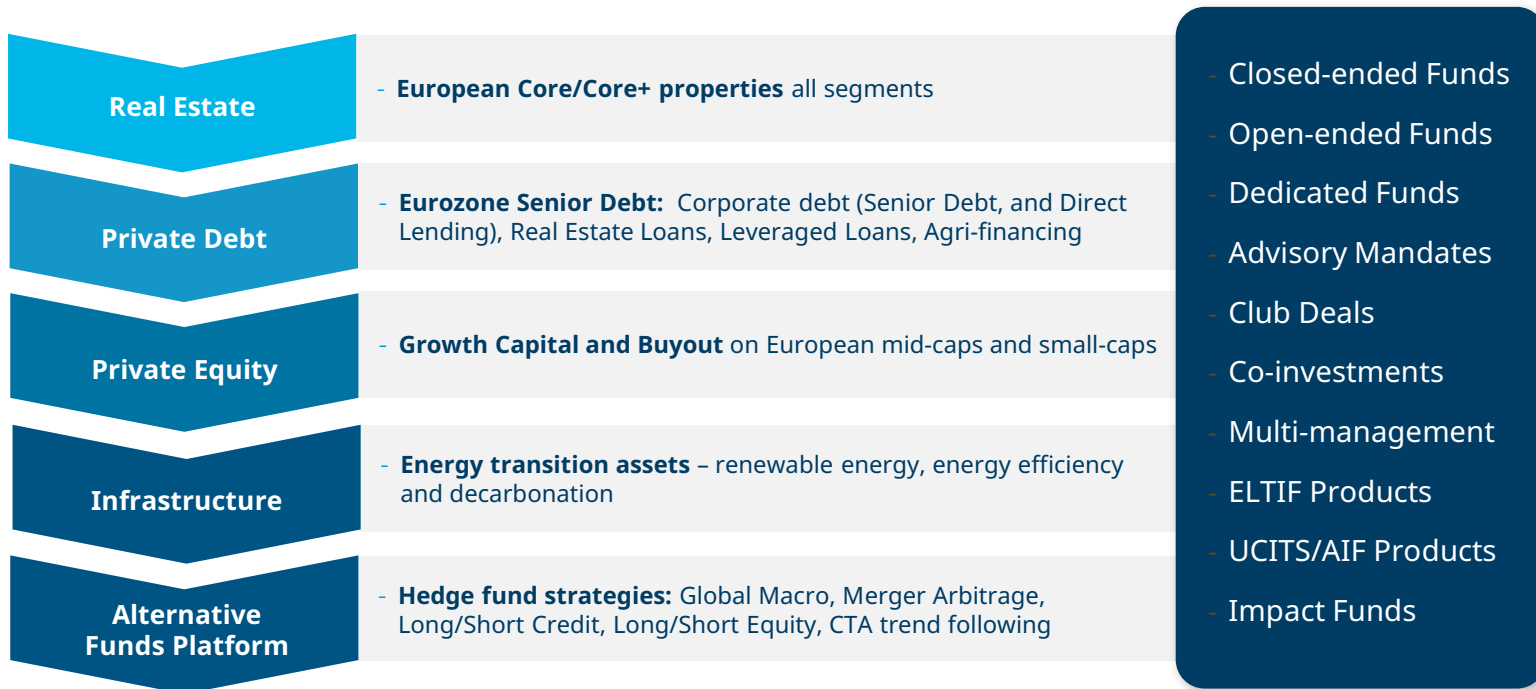 Real Estate
- European Core/Core+ properties all segments
Private Debt
- Eurozone Senior Debt: Corporate debt (Senior Debt, and Direct
Lending), Real Estate Loans, Leveraged Loans, Agri-financing
Private Equity
- Growth Capital and Buyout on European mid-caps and small-caps
Infrastructure
- Energy transition assets – renewable energy, energy efficiency
and decarbonation
Alternative
Funds Platform
- Hedge fund strategies: Global Macro, Merger Arbitrage,
Long/Short Credit, Long/Short Equity, CTA trend following
- Closed-ended Funds
- Open-ended Funds
- Dedicated Funds
- Advisory Mandates
- Club Deals
- Co-investments
- Multi-management
- ELTIF Products
- UCITS/AIF Products
- Impact Funds